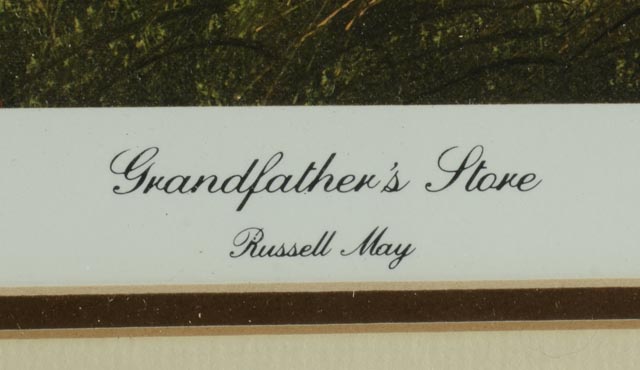 Grandfather's Store
Russell May